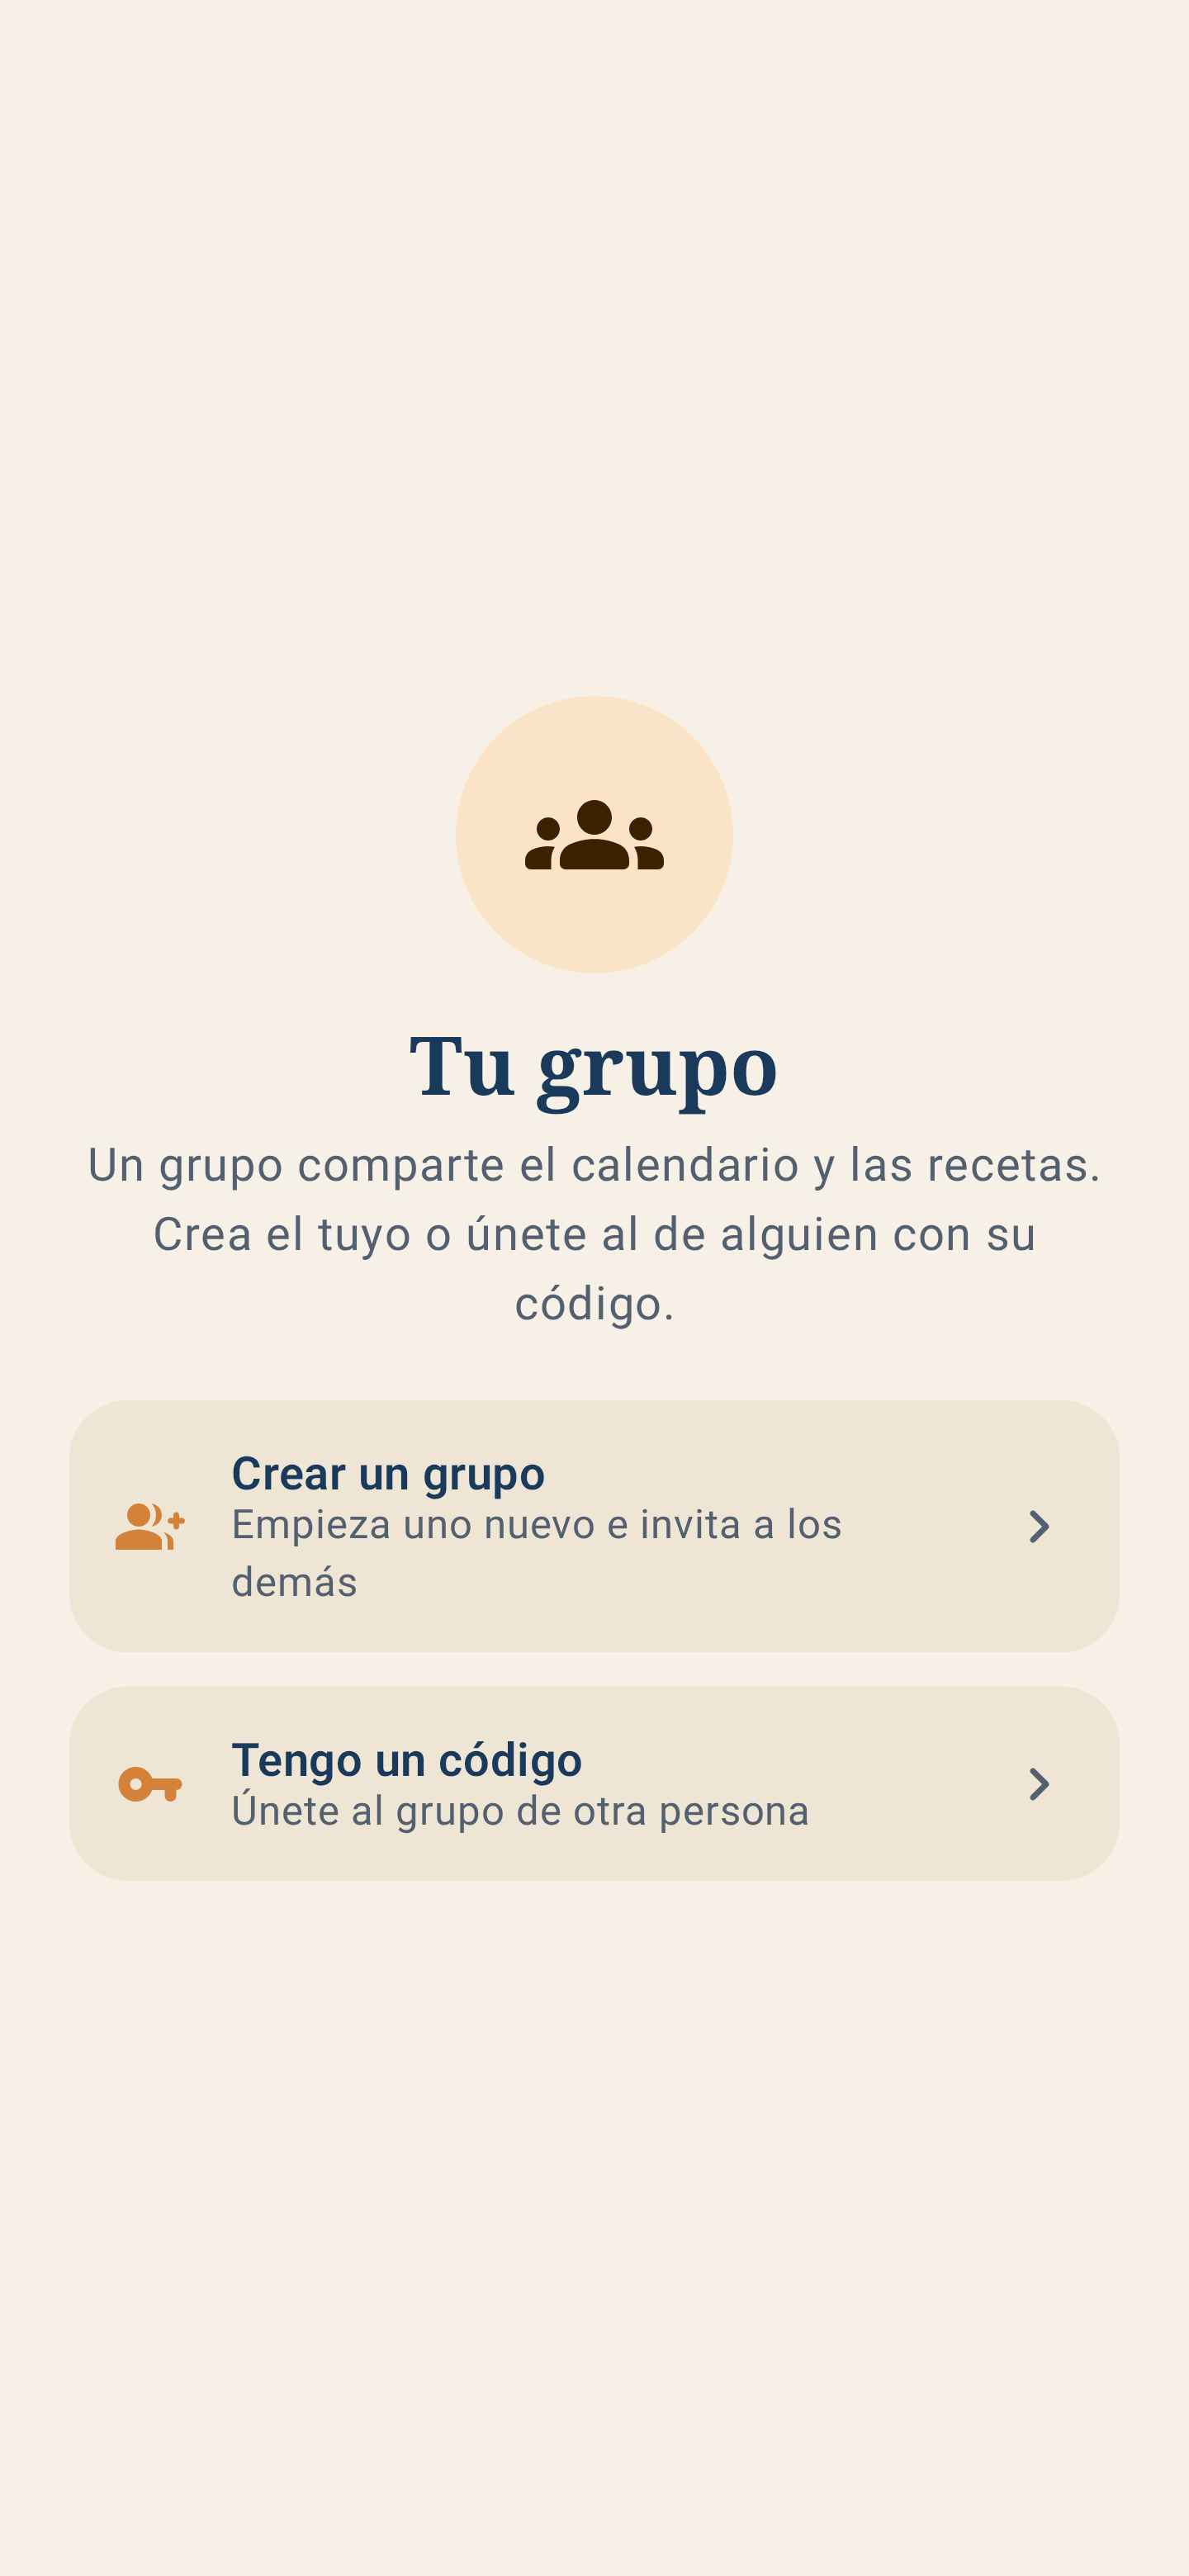 Tu grupo
Un grupo comparte el calendario y las recetas.
Crea el tuyo o únete al de alguien con su
código.
Crear un grupo
Empieza uno nuevo e invita a los
demás
Tengo un código
Únete al grupo de otra persona